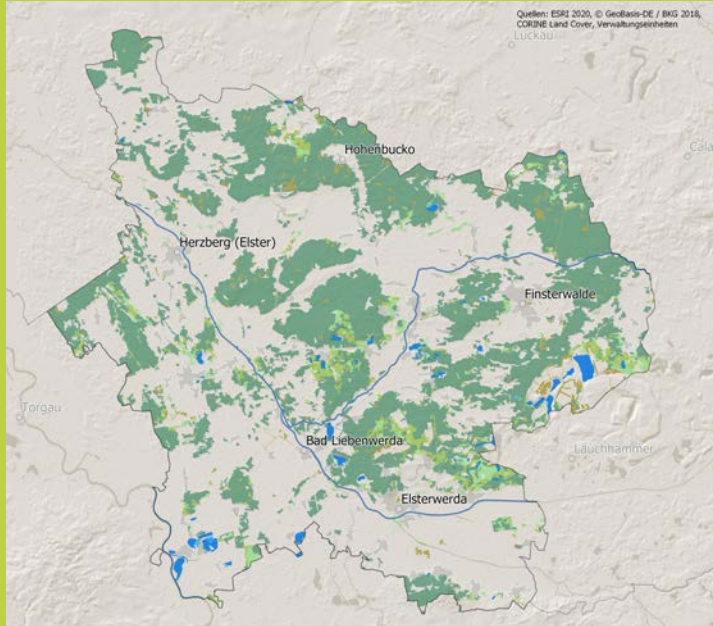 Quellen: ESRI 2020, © GeoBasis-DE / BKG 2018,
CORINE Land Cover, Verwaltungseinheiten
Luckau
Hohenbucko
Cala
Herzberg (Elster)
Finsterwalde
Torgau
Bad Liebenwerda
Lauchhammer
Elsterwerda